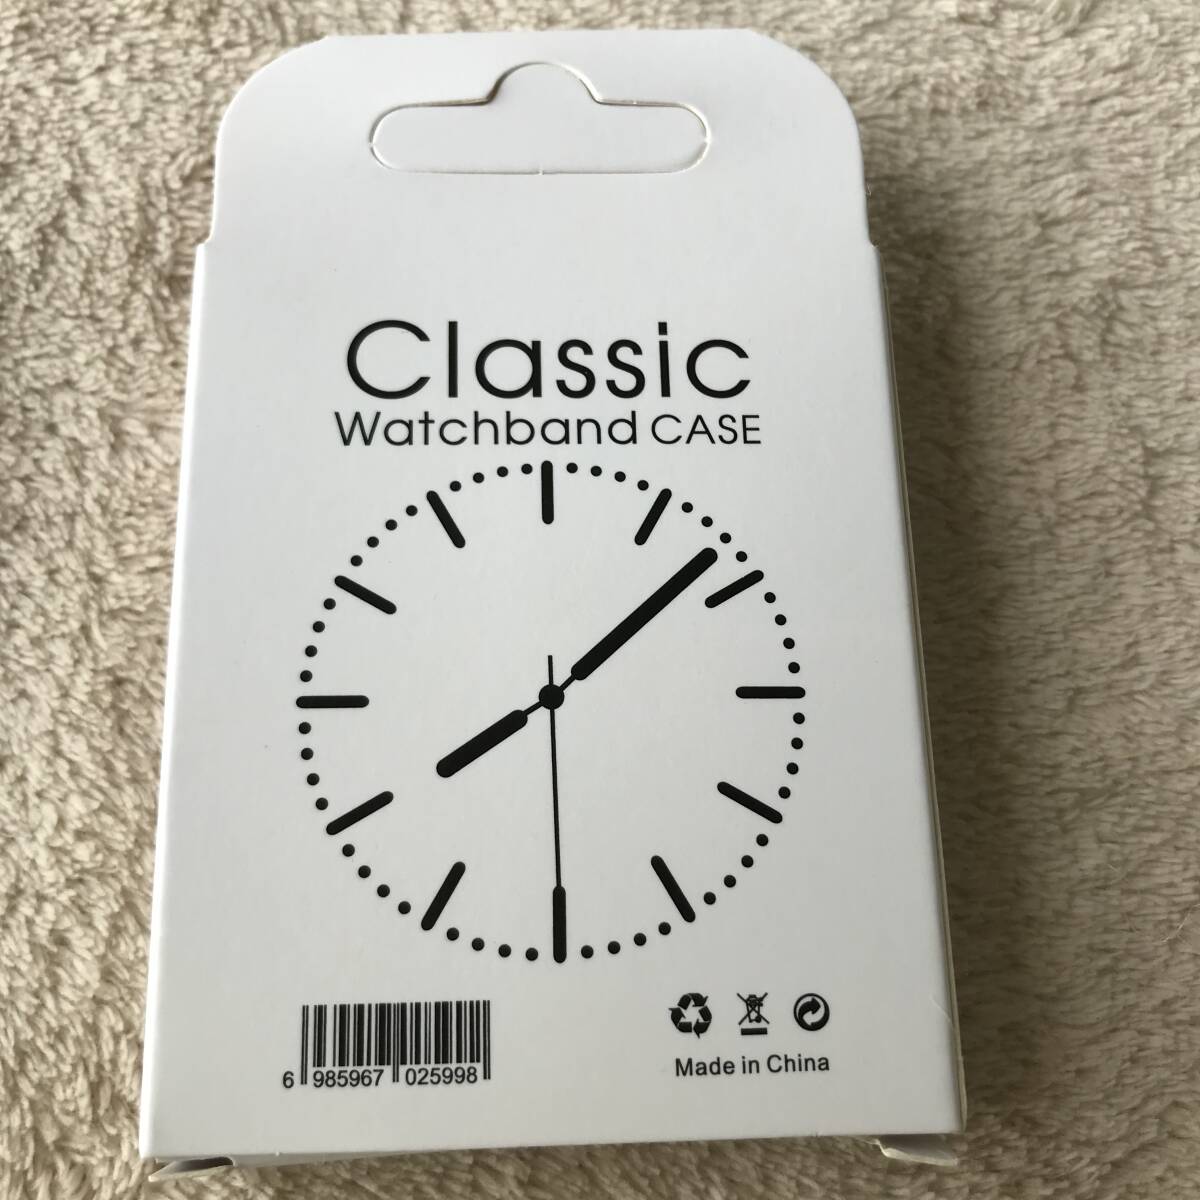 Classic
Watchband CASE
6 985967 025998
Made in China